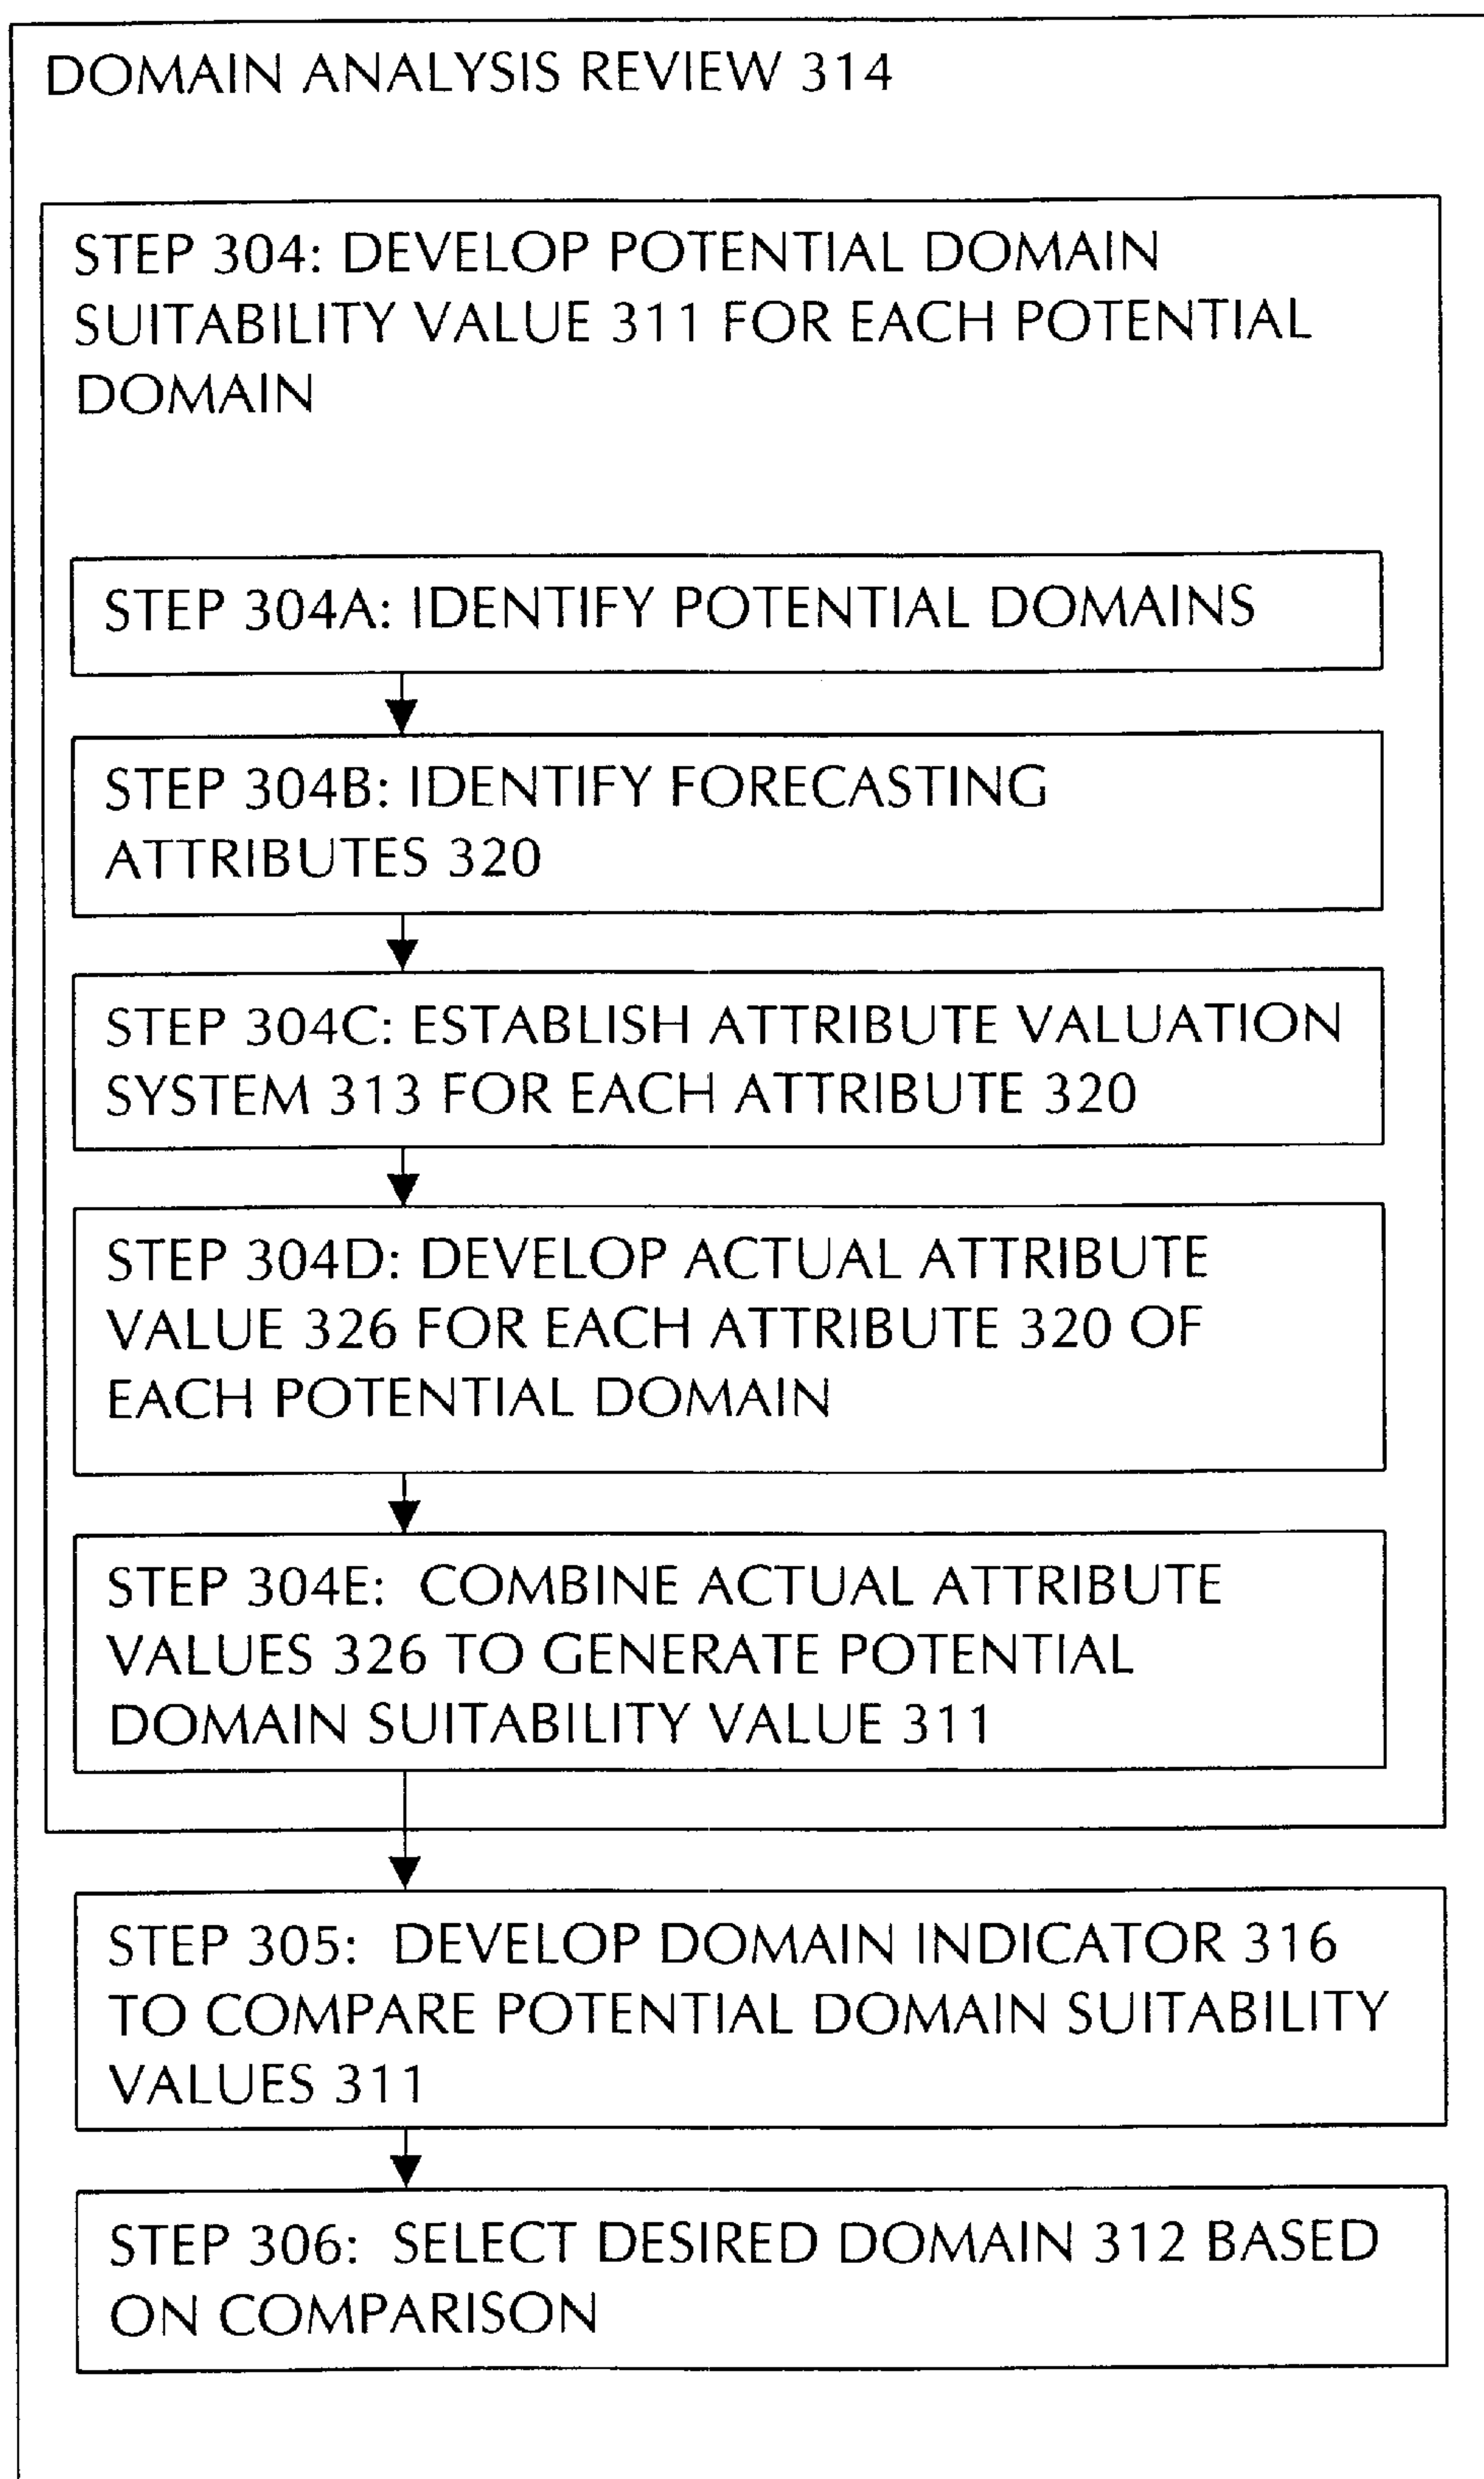 DOMAIN ANALYSIS REVIEW 314
STEP 304: DEVELOP POTENTIAL DOMAIN
SUITABILITY VALUE 311 FOR EACH POTENTIAL
DOMAIN
STEP 304A: IDENTIFY POTENTIAL DOMAINS
STEP 304B: IDENTIFY FORECASTING
ATTRIBUTES 320
STEP 304C: ESTABLISH ATTRIBUTE VALUATION
SYSTEM 313 FOR EACH ATTRIBUTE 320
STEP 304D: DEVELOP ACTUAL ATTRIBUTE
VALUE 326 FOR EACH ATTRIBUTE 320 OF
EACH POTENTIAL DOMAIN
STEP 304E: COMBINE ACTUAL ATTRIBUTE
VALUES 326 TO GENERATE POTENTIAL
DOMAIN SUITABILITY VALUE 311
STEP 305: DEVELOP DOMAIN INDICATOR 316
TO COMPARE POTENTIAL DOMAIN SUITABILITY
VALUES 311
STEP 306: SELECT DESIRED DOMAIN 312 BASED
ON COMPARISON